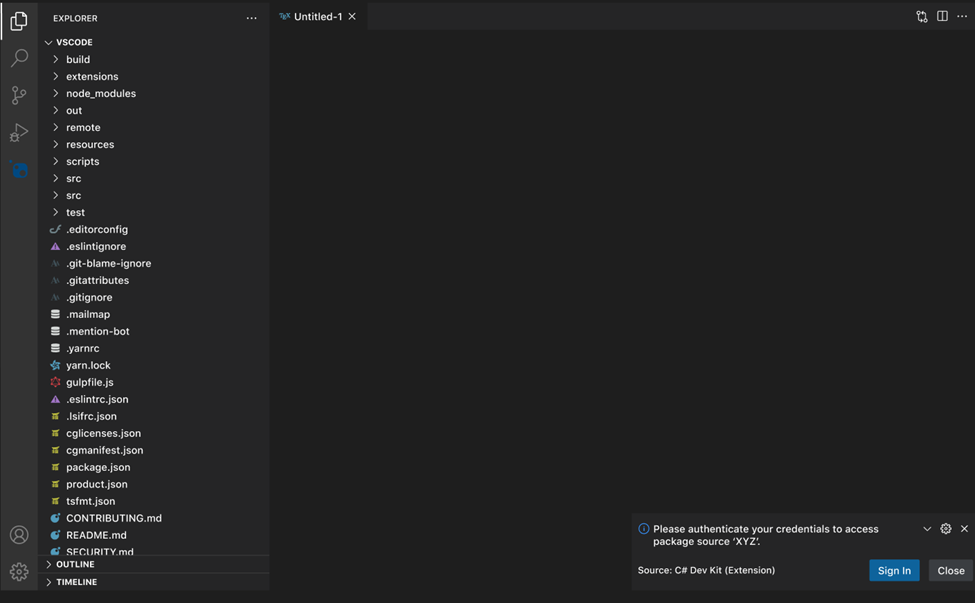 EXPLORER
TEX Untitled-1
VSCODE
build
extensions
node_modules
out
remote
resources
scripts
src
src
test
.editorconfig
.eslintignore
.git-blame-ignore
.gitattributes
.gitignore
.mailmap
.mention-bot
.yarnrc
yarn.lock
gulpfile.js
.eslintrc.json
.lsifrc.json
cglicenses.json
cgmanifest.json
package.json
product.json
tsfmt.json
CONTRIBUTING.md
README.md
SECURITY.md
OUTLINE
TIMELINE
Please authenticate your credentials to access
package source ‘XYZ’.
Source: C# Dev Kit (Extension)
Sign In
Close